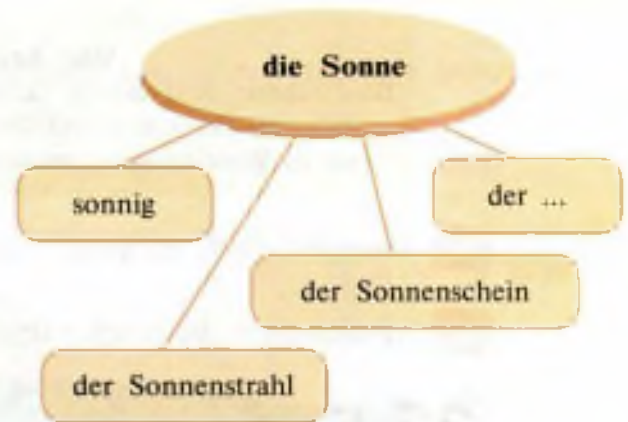 die Sonne
sonnig
der ...
der Sonnenschein
der Sonnenstrahl